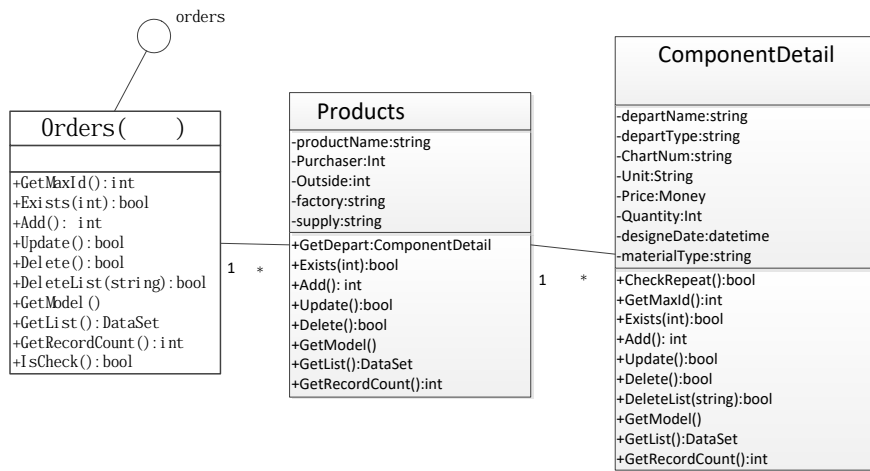 orders
Orders(    )
+GetMaxId():int
+Exists(int):bool
+Add(): int
+Update():bool
+Delete():bool
+DeleteList(string):bool
+GetModel()
+GetList():DataSet
+GetRecordCount():int
+IsCheck():bool
1 *
Products
-productName:string
-Purchaser:Int
-Outside:int
-factory:string
-supply:string
+GetDepart:ComponentDetail
+Exists(int):bool
+Add(): int
+Update():bool
+Delete():bool
+GetModel()
+GetList():DataSet
+GetRecordCount():int
1 *
ComponentDetail
-departName:string
-departType:string
-ChartNum:string
-Unit:String
-Price:Money
-Quantity:Int
-designeDate:datetime
-materialType:string
+CheckRepeat():bool
+GetMaxId():int
+Exists(int):bool
+Add(): int
+Update():bool
+Delete():bool
+DeleteList(string):bool
+GetModel()
+GetList():DataSet
+GetRecordCount():int